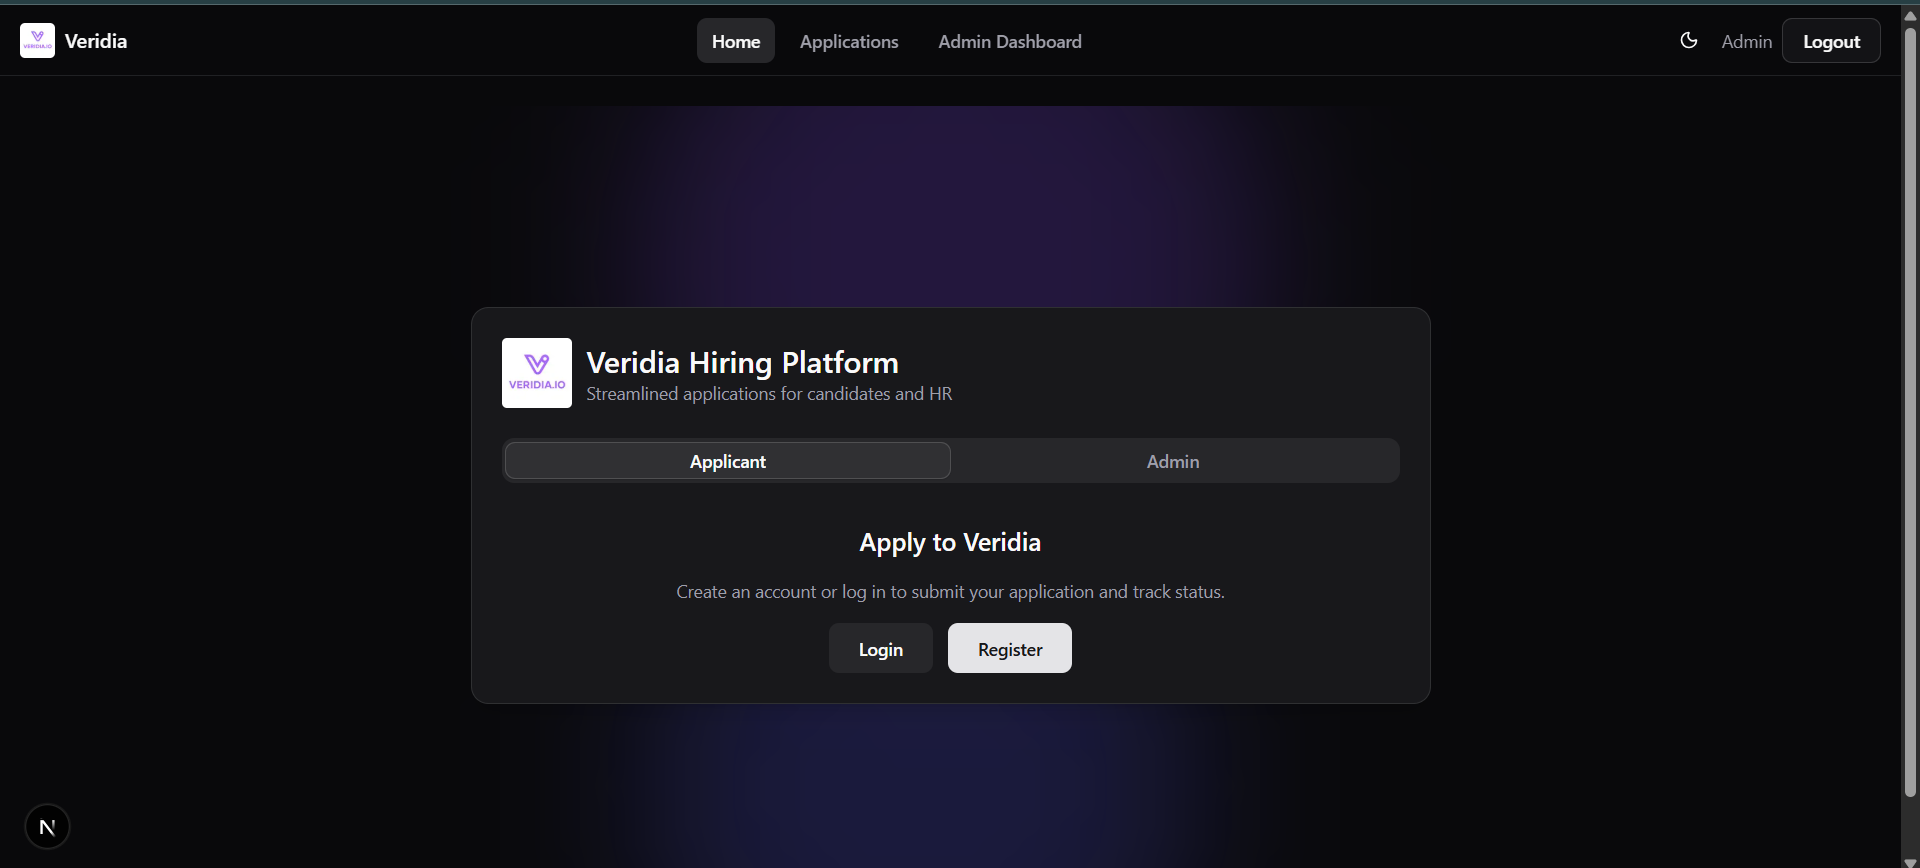 VERIDIA.IO
Veridia
Home Applications Admin Dashboard
Admin Logout
VERIDIA.IO
Veridia Hiring Platform
Streamlined applications for candidates and HR
Applicant Admin
Apply to Veridia
Create an account or log in to submit your application and track status.
Login Register
N